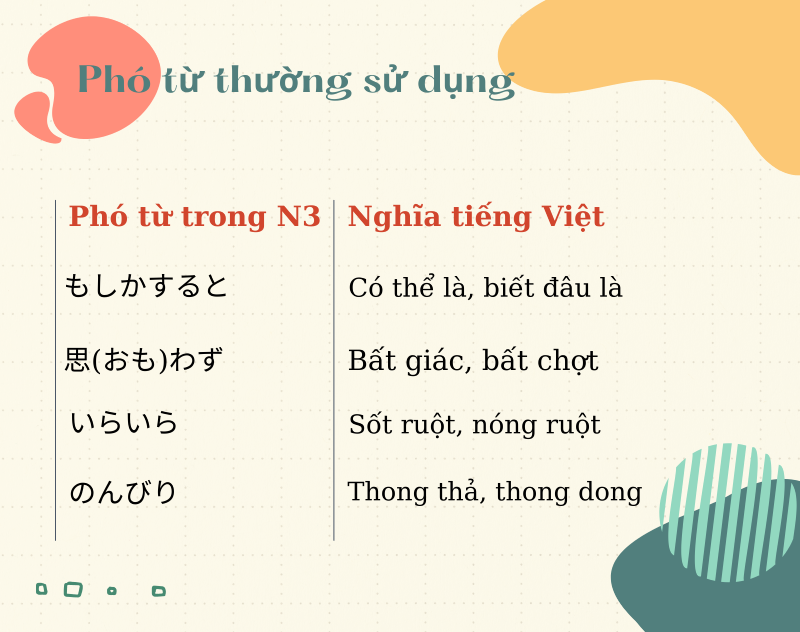 Phó từ thường sử dụng
Phó từ trong N3
Nghĩa tiếng Việt
もしかすると
Có thể là, biết đâu là
思(おも)わず
Bất giác, bất chợt
いらいら
Sốt ruột, nóng ruột
のんびり
Thong thả, thong dong